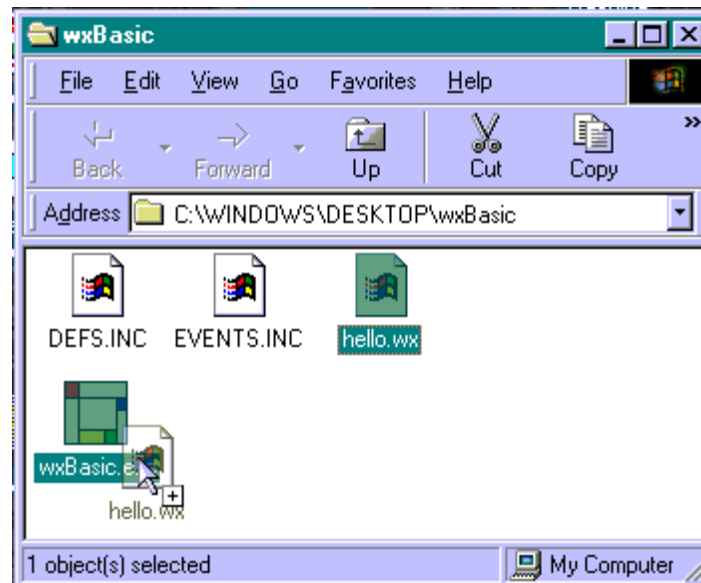 wxBasic
File Edit View Go Favorites Help
Back Forward Up Cut Copy »
Address C:\WINDOWS\DESKTOP\wxBasic
DEFS.INC EVENTS.INC hello.wx
hello.wx
1 object(s) selected My Computer